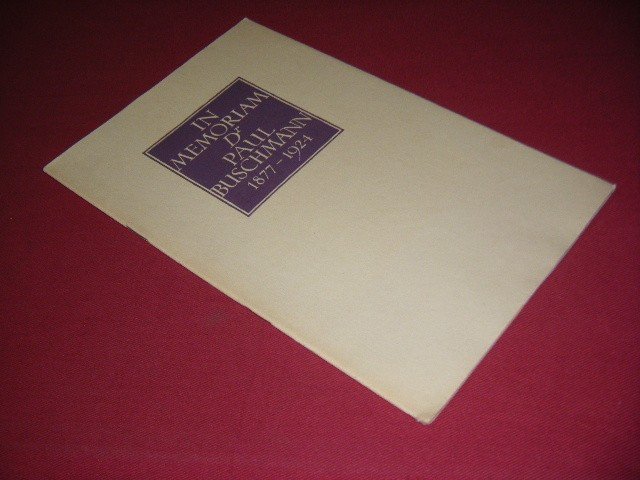 IN
MEMORIAM
Dr
PAUL
BUSCHMANN
1877-1924